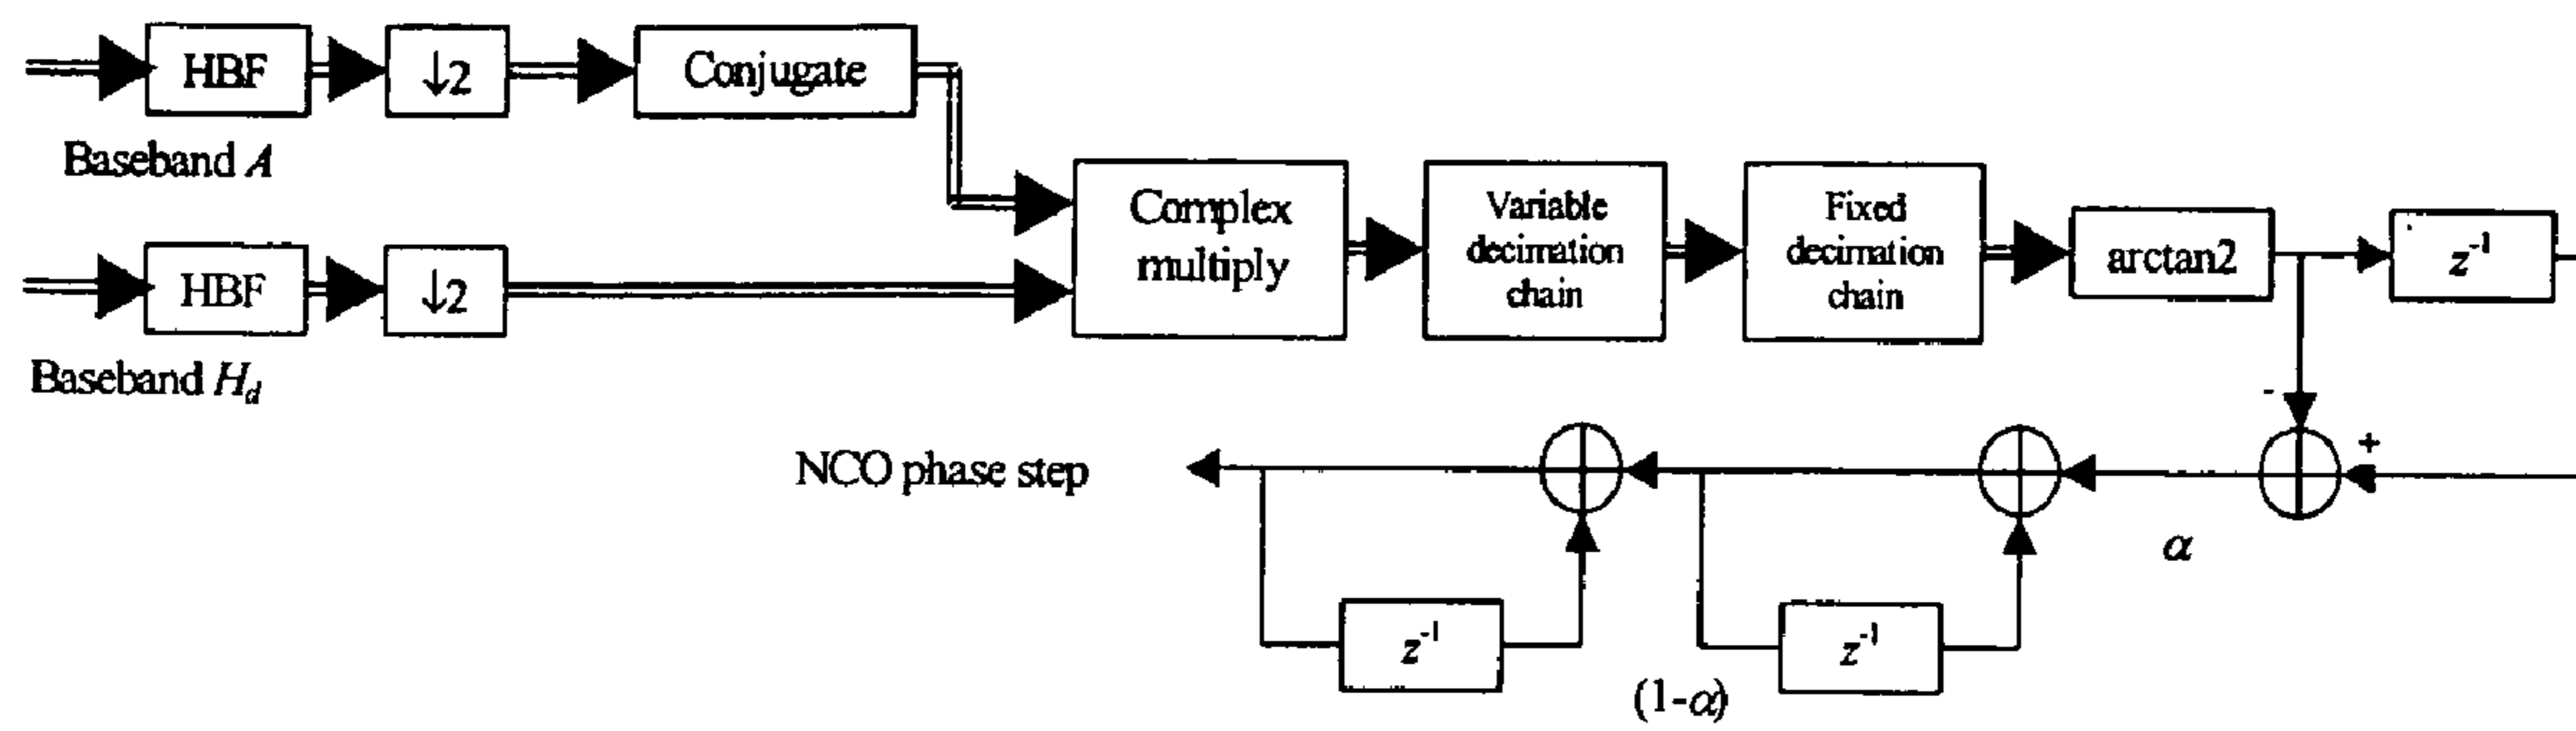 HBF
↓2
Conjugate
Baseband A
Complex
multiply
Variable
decimation
chain
Fixed
decimation
chain
arctan2
z⁻¹
HBF
↓2
Baseband H_d
-
+
NCO phase step
α
z⁻¹
z⁻¹
(1-α)